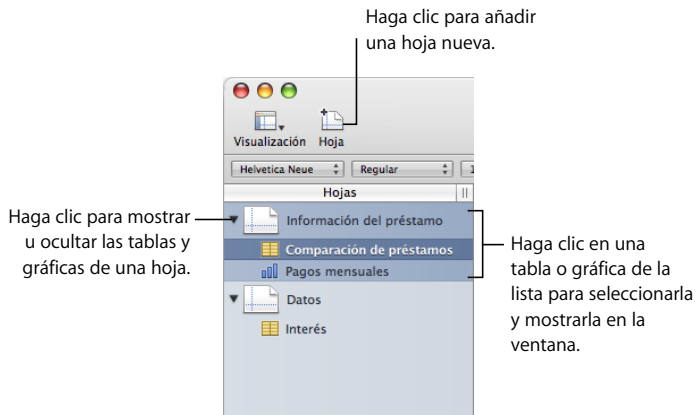 Haga clic para añadir
una hoja nueva.
Visualización Hoja
Helvetica Neue Regular
Hojas
Haga clic para mostrar
u ocultar las tablas y
gráficas de una hoja.
Información del préstamo
Comparación de préstamos
Pagos mensuales
Datos
Interés
Haga clic en una
tabla o gráfica de la
lista para seleccionarla
y mostrarla en la
ventana.